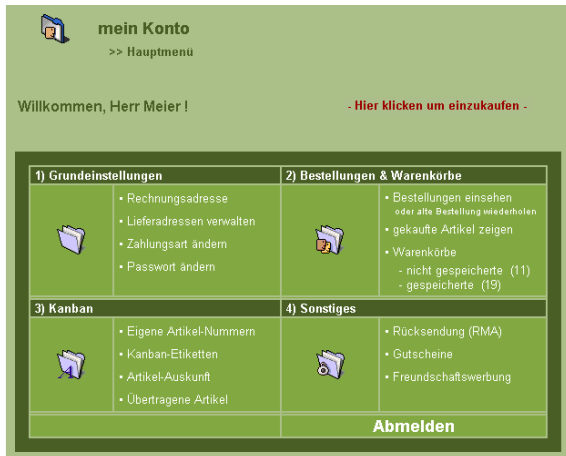 mein Konto
>> Hauptmenü
Willkommen, Herr Meier !
- Hier klicken um einzukaufen -
1) Grundeinstellungen
• Rechnungsadresse
• Lieferadressen verwalten
• Zahlungsart ändern
• Passwort ändern
2) Bestellungen & Warenkörbe
• Bestellungen einsehen
oder alte Bestellung wiederholen
• gekaufte Artikel zeigen
• Warenkörbe
- nicht gespeicherte (11)
- gespeicherte (19)
3) Kanban
• Eigene Artikel-Nummern
• Kanban-Etiketten
• Artikel-Auskunft
• Übertragene Artikel
4) Sonstiges
• Rücksendung (RMA)
• Gutscheine
• Freundschaftswerbung
Abmelden